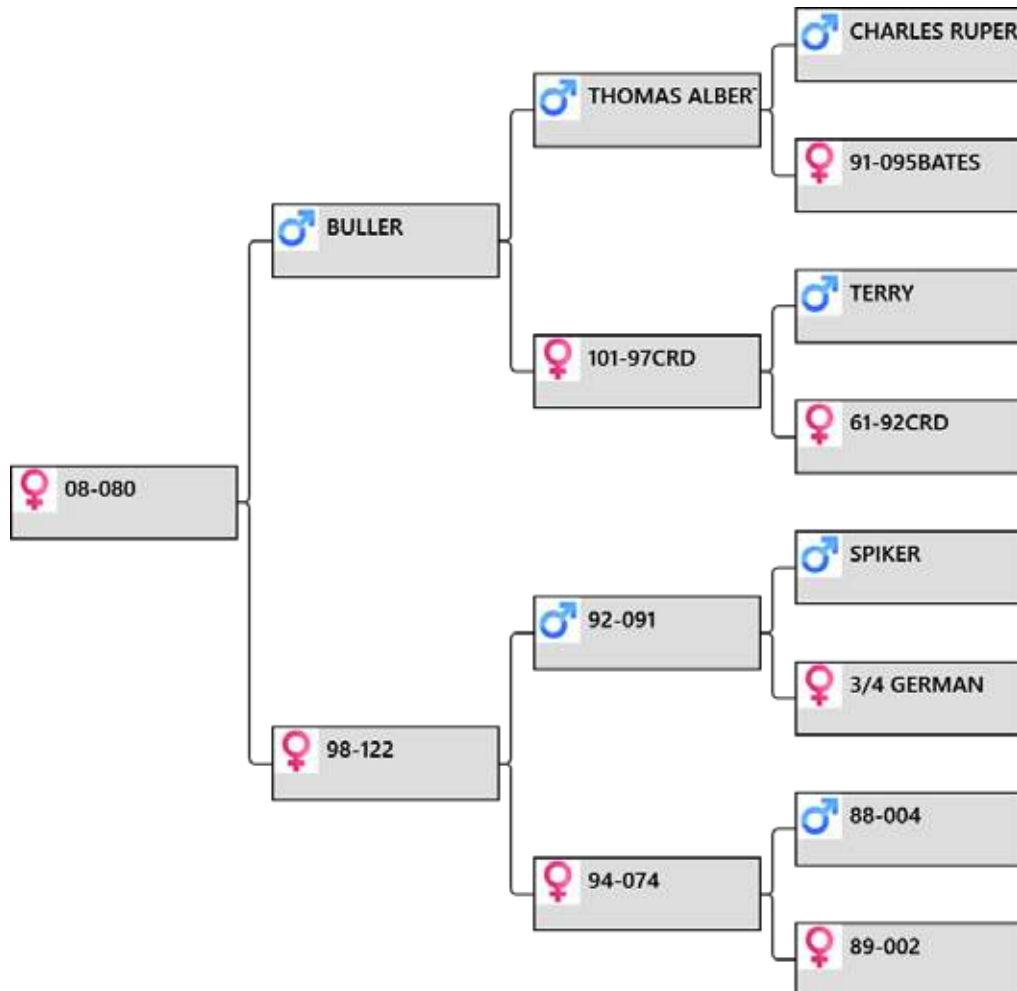 CHARLES RUPER
THOMAS ALBER
91-095BATES
BULLER
TERRY
101-97CRD
61-92CRD
08-080
SPIKER
92-091
3/4 GERMAN
98-122
88-004
94-074
89-002